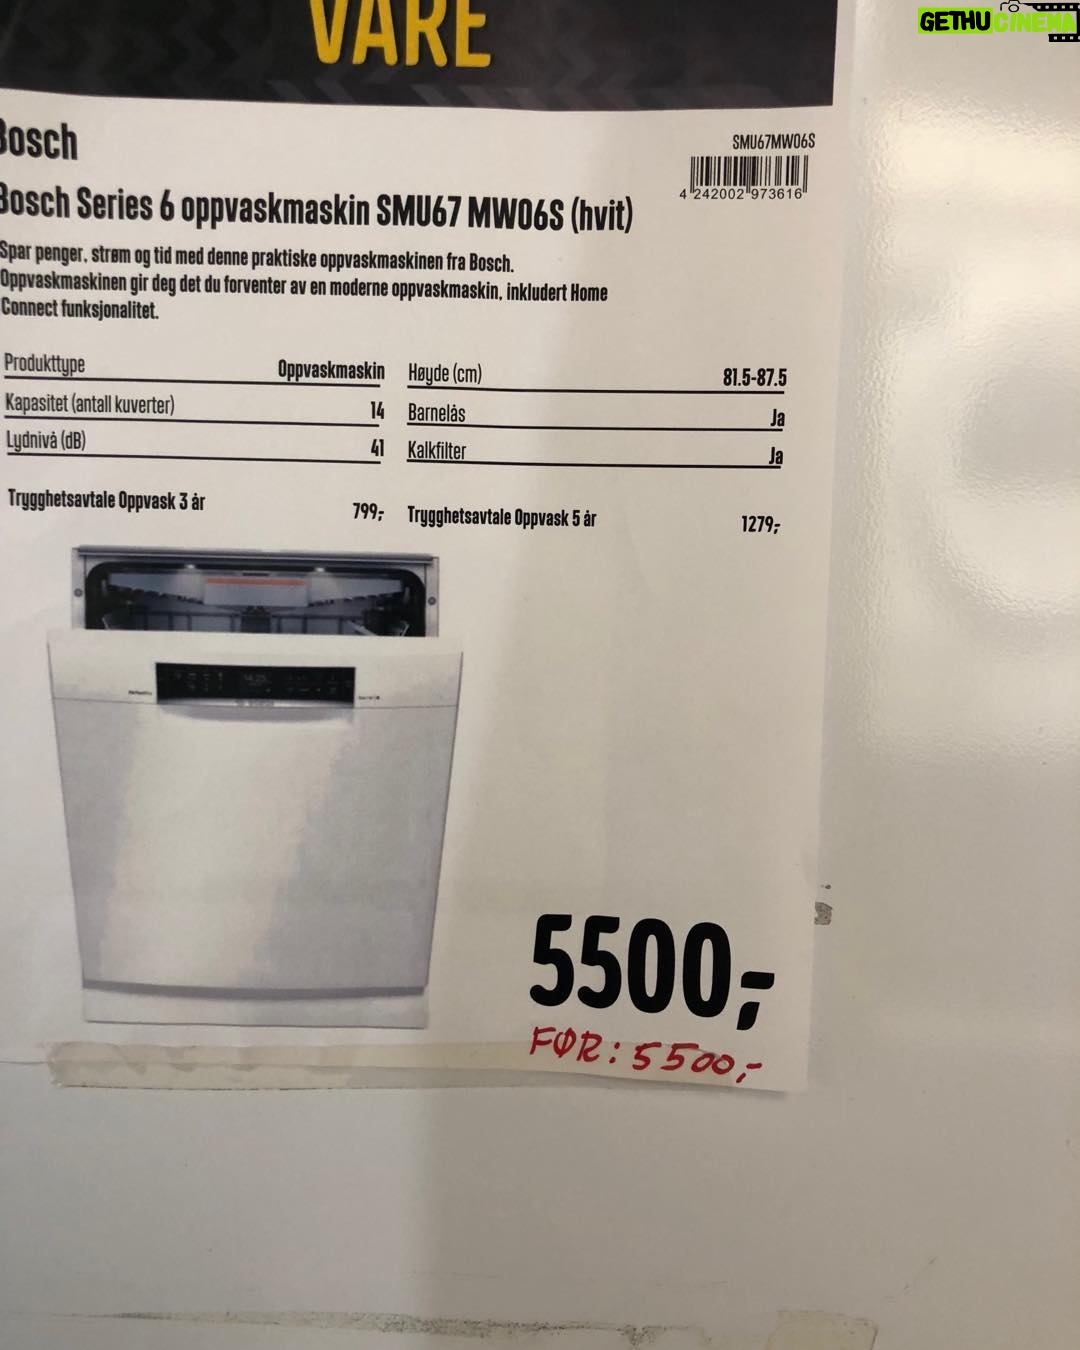 VARE
GETHUCINEMA
Bosch
SMU67MW06S
4 242002 973616
Bosch Series 6 oppvaskmaskin SMU67 MW06S (hvit)
Spar penger, strøm og tid med denne praktiske oppvaskmaskinen fra Bosch.
Oppvaskmaskinen gir deg det du forventer av en moderne oppvaskmaskin, inkludert Home
Connect funksjonalitet.
Produkttype Oppvaskmaskin
Kapasitet (antall kuverter) 14
Lydnivå (dB) 41
Høyde (cm) 81.5-87.5
Barnelås Ja
Kalkfilter Ja
Trygghetsavtale Oppvask 3 år 799;-
Trygghetsavtale Oppvask 5 år 1279;-
5500,-
FØR: 5500,-